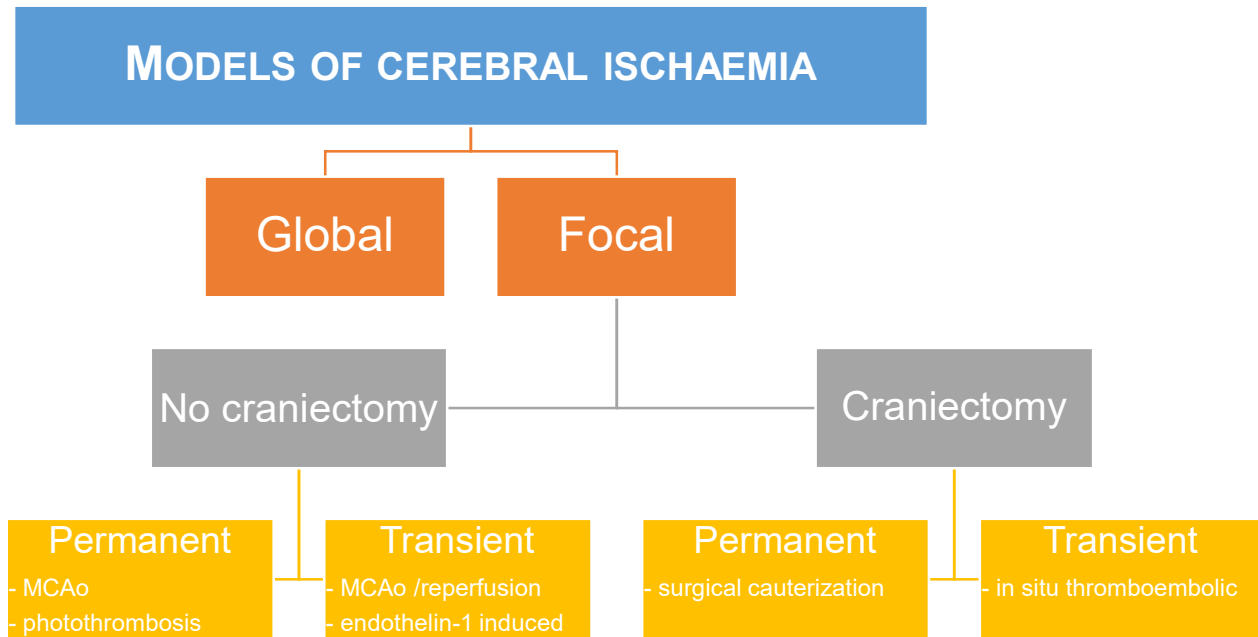 MODELS OF CEREBRAL ISCHAEMIA
Global
Focal
No craniectomy
Craniectomy
Permanent
- MCAo
- photothrombosis
Transient
- MCAo /reperfusion
- endothelin-1 induced
Permanent
- surgical cauterization
Transient
- in situ thromboembolic